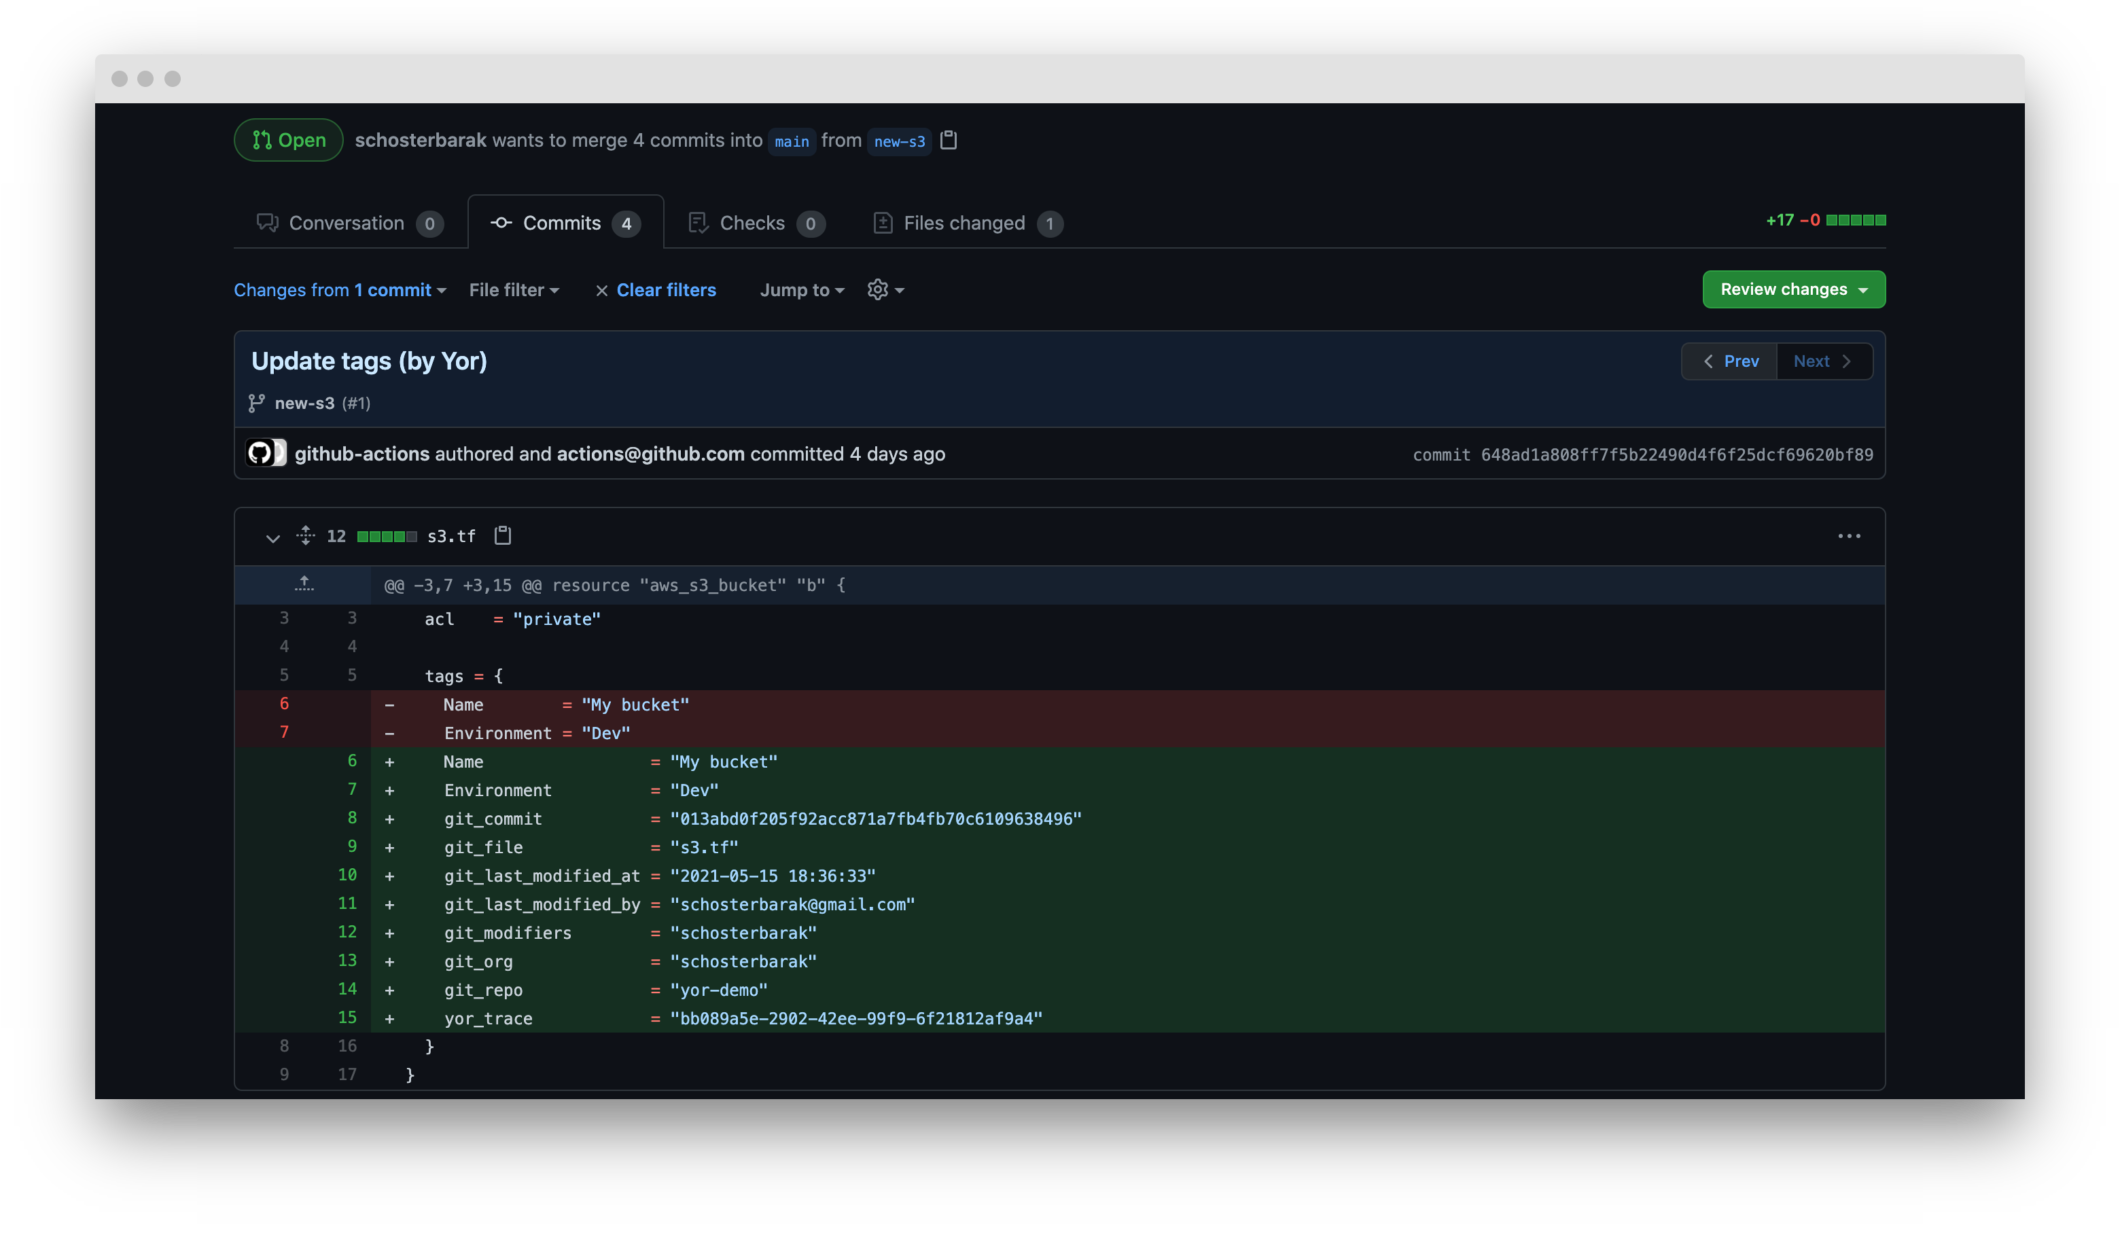 Open schosterbarak wants to merge 4 commits into main from new-s3
Conversation 0 Commits 4 Checks 0 Files changed 1 +17 −0
Changes from 1 commit File filter × Clear filters Jump to Review changes
Update tags (by Yor) Prev Next
new-s3 (#1)
github-actions authored and actions@github.com committed 4 days ago commit 648ad1a808ff7f5b22490d4f6f25dcf69620bf89
12 s3.tf ...
@@ -3,7 +3,15 @@ resource "aws_s3_bucket" "b" {
3 3 acl = "private"
4 4
5 5 tags = {
6 - Name = "My bucket"
7 - Environment = "Dev"
6 + Name = "My bucket"
7 + Environment = "Dev"
8 + git_commit = "013abd0f205f92acc871a7fb4fb70c6109638496"
9 + git_file = "s3.tf"
10 + git_last_modified_at = "2021-05-15 18:36:33"
11 + git_last_modified_by = "schosterbarak@gmail.com"
12 + git_modifiers = "schosterbarak"
13 + git_org = "schosterbarak"
14 + git_repo = "yor-demo"
15 + yor_trace = "bb089a5e-2902-42ee-99f9-6f21812af9a4"
8 16 }
9 17 }